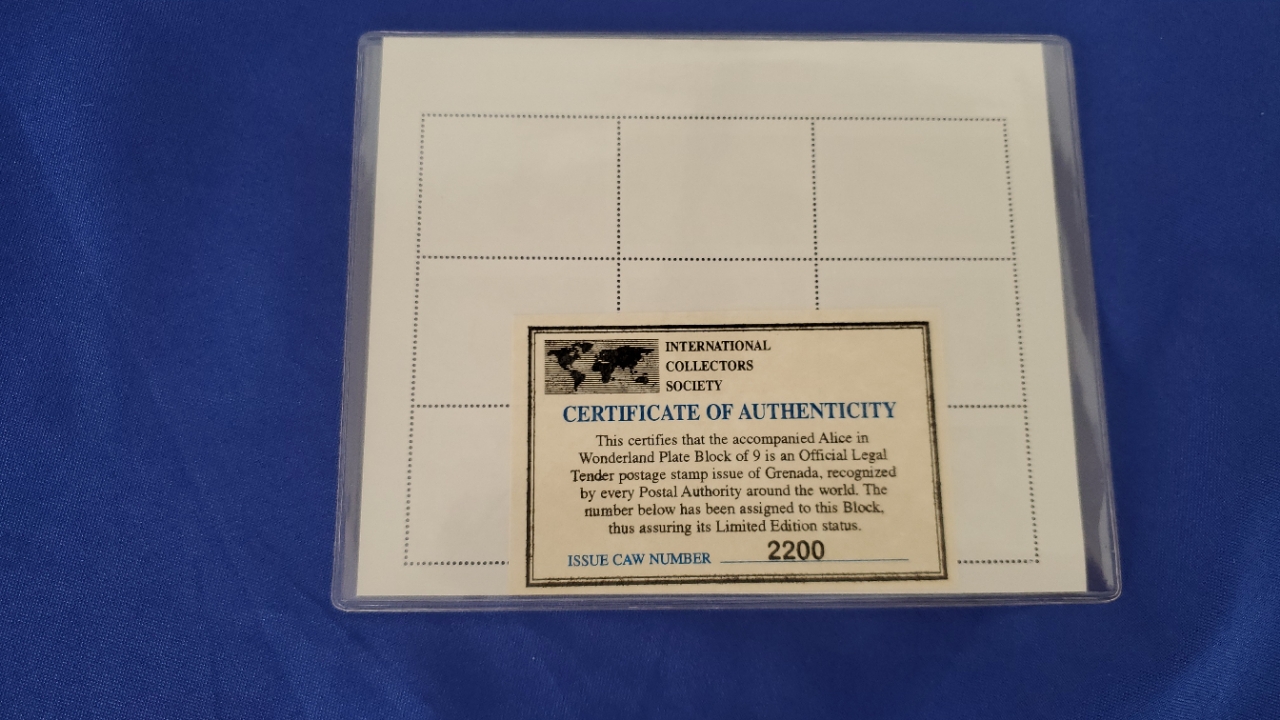 INTERNATIONAL
COLLECTORS
SOCIETY
CERTIFICATE OF AUTHENTICITY
This certifies that the accompanied Alice in
Wonderland Plate Block of 9 is an Official Legal
Tender postage stamp issue of Grenada, recognized
by every Postal Authority around the world. The
number below has been assigned to this Block,
thus assuring its Limited Edition status.
ISSUE CAW NUMBER 2200